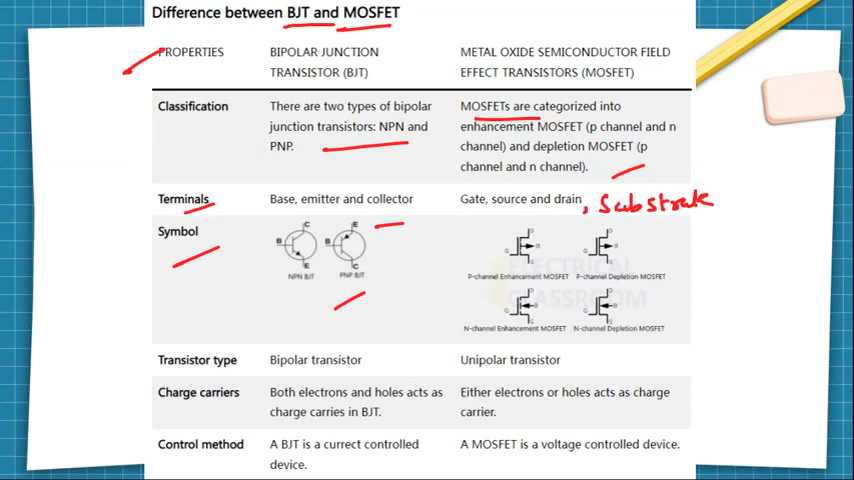 Difference between BJT and MOSFET
PROPERTIES
BIPOLAR JUNCTION
TRANSISTOR (BJT)
METAL OXIDE SEMICONDUCTOR FIELD
EFFECT TRANSISTORS (MOSFET)
Classification
There are two types of bipolar
junction transistors: NPN and
PNP.
MOSFETs are categorized into
enhancement MOSFET (p channel and n
channel) and depletion MOSFET (p
channel and n channel).
Terminals
Base, emitter and collector
Gate, source and drain
, Substrate
Symbol
C
B
E
NPN BJT
E
B
C
PNP BJT
D
G
B
S
P-channel Enhancement MOSFET
D
G
B
S
P-channel Depletion MOSFET
D
G
B
S
N-channel Enhancement MOSFET
D
G
B
S
N-channel Depletion MOSFET
ELECTRICAL
CLASSROOM
Transistor type
Bipolar transistor
Unipolar transistor
Charge carriers
Both electrons and holes acts as
charge carries in BJT.
Either electrons or holes acts as charge
carrier.
Control method
A BJT is a currect controlled
device.
A MOSFET is a voltage controlled device.